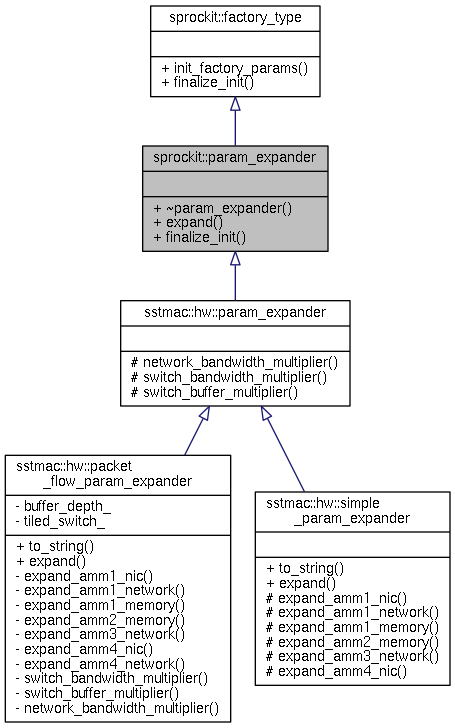 sprockit::factory_type
+ init_factory_params()
+ finalize_init()
sprockit::param_expander
+ ~param_expander()
+ expand()
+ finalize_init()
sstmac::hw::param_expander
# network_bandwidth_multiplier()
# switch_bandwidth_multiplier()
# switch_buffer_multiplier()
sstmac::hw::packet
_flow_param_expander
- buffer_depth_
- tiled_switch_
+ to_string()
+ expand()
- expand_amm1_nic()
- expand_amm1_network()
- expand_amm1_memory()
- expand_amm2_memory()
- expand_amm3_network()
- expand_amm4_nic()
- expand_amm4_network()
- switch_bandwidth_multiplier()
- switch_buffer_multiplier()
- network_bandwidth_multiplier()
sstmac::hw::simple
_param_expander
+ to_string()
+ expand()
# expand_amm1_nic()
# expand_amm1_network()
# expand_amm1_memory()
# expand_amm2_memory()
# expand_amm3_network()
# expand_amm4_nic()